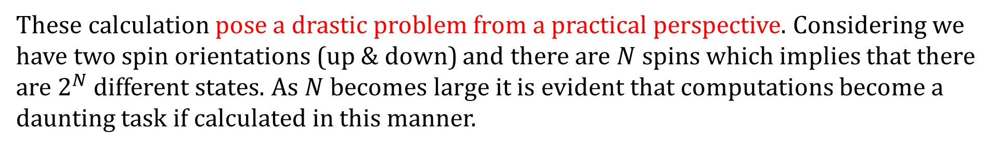 These calculation pose a drastic problem from a practical perspective. Considering we
have two spin orientations (up & down) and there are N spins which implies that there
are 2^N different states. As N becomes large it is evident that computations become a
daunting task if calculated in this manner.